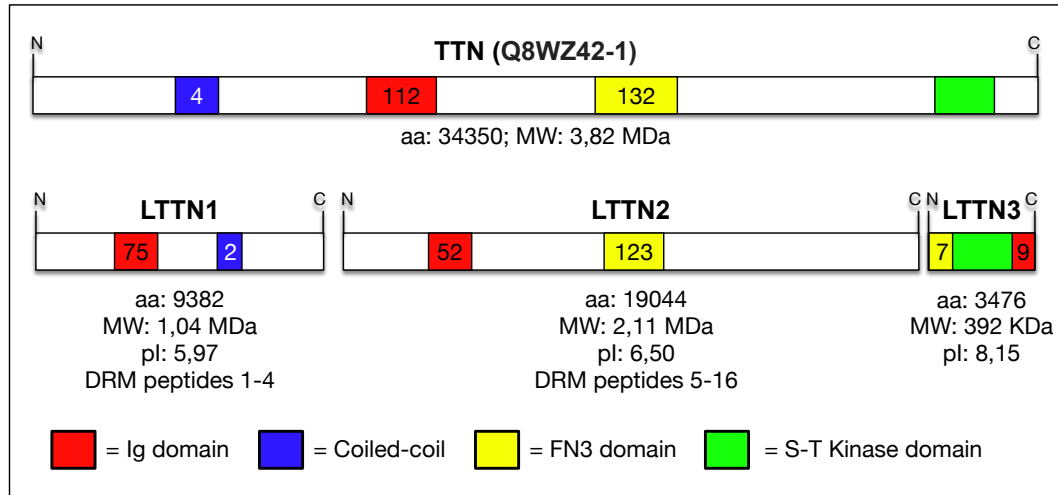 N C
TTN (Q8WZ42-1)
4 112 132
aa: 34350; MW: 3,82 MDa
N LTTN1 C
75 2
aa: 9382
MW: 1,04 MDa
pI: 5,97
DRM peptides 1-4
N LTTN2 C
52 123
aa: 19044
MW: 2,11 MDa
pI: 6,50
DRM peptides 5-16
N LTTN3 C
7 9
aa: 3476
MW: 392 KDa
pI: 8,15
= Ig domain = Coiled-coil = FN3 domain = S-T Kinase domain